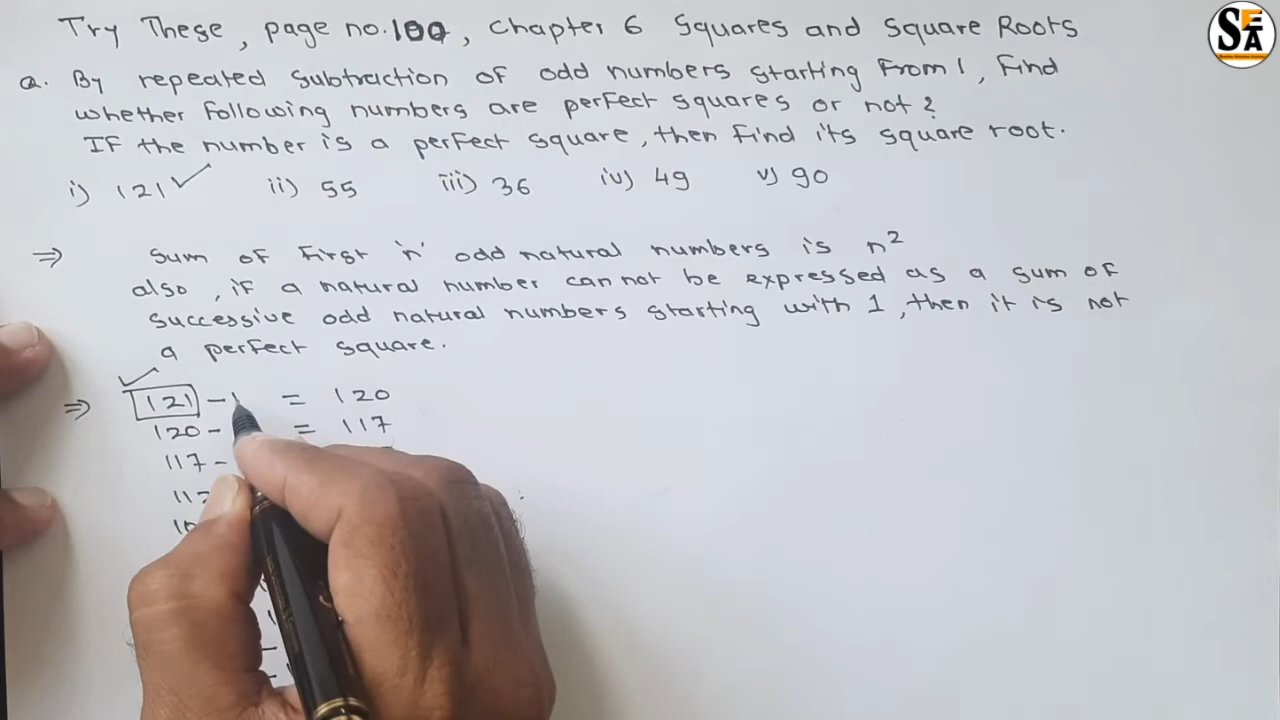 Try These, page no. 100, Chapter 6 Squares and Square Roots
Q. By repeated subtraction of odd numbers starting from 1, find
whether following numbers are perfect squares or not?
If the number is a perfect square, then find its square root.
i) 121 ✓ ii) 55 iii) 36 iv) 49 v) 90
⇒ Sum of first 'n' odd natural numbers is n²
also, if a natural number cannot be expressed as a sum of
successive odd natural numbers starting with 1, then it is not
a perfect square.
⇒ 121 - 1 = 120
120 - = 117
117 -
SEFA